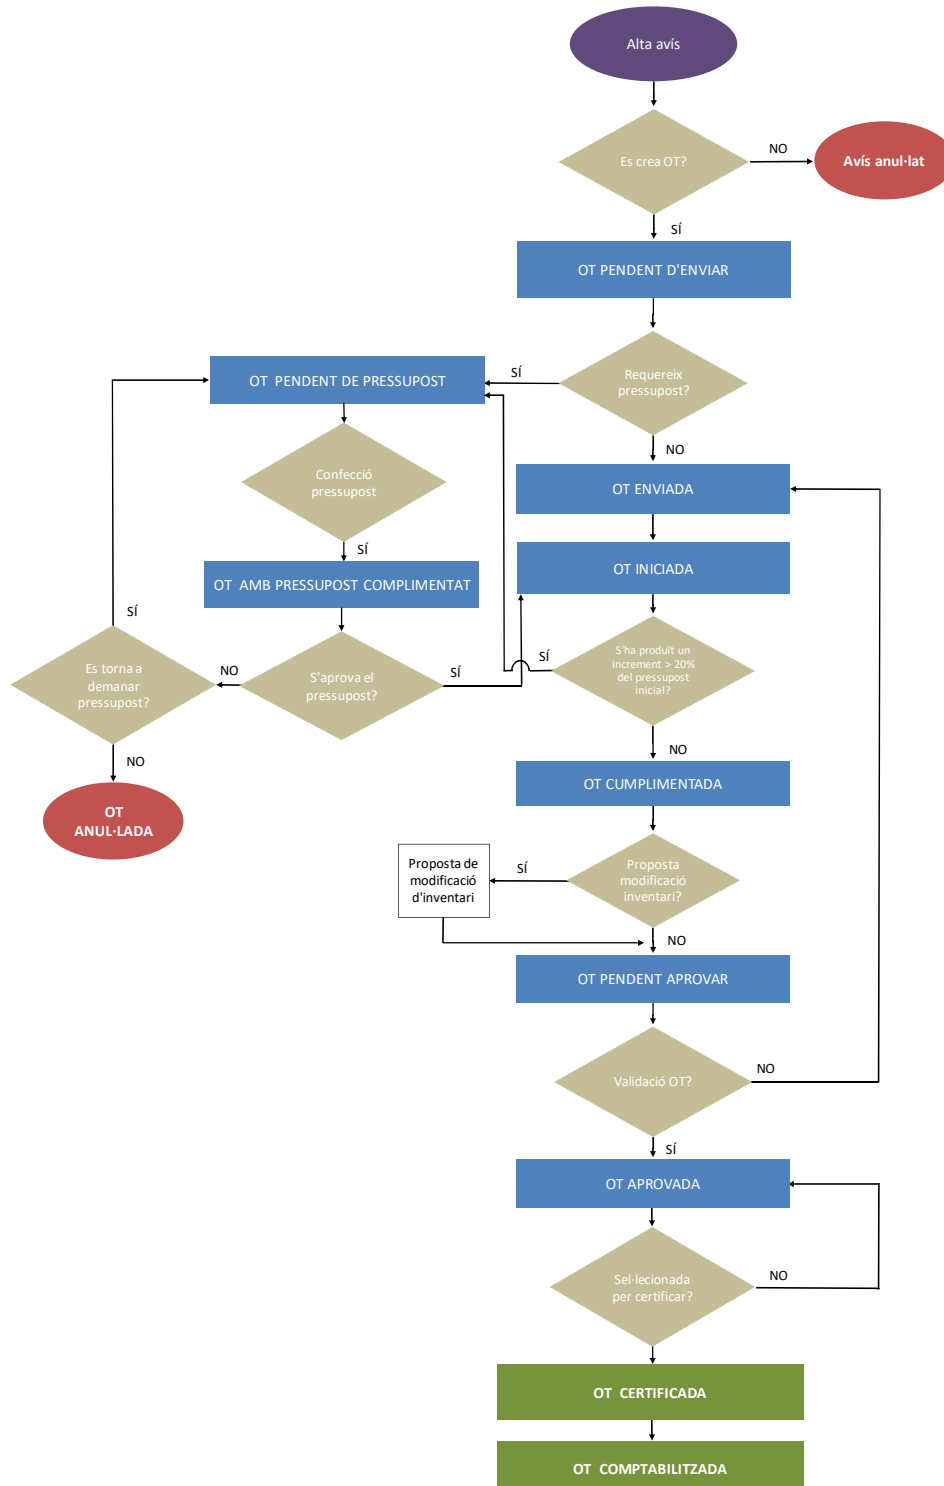 Alta avís
Es crea OT?
NO
Avís anul·lat
SÍ
OT PENDENT D'ENVIAR
Requereix
pressupost?
SÍ
OT  PENDENT DE PRESSUPOST
NO
Confecció
pressupost
OT ENVIADA
SÍ
OT  AMB PRESSUPOST COMPLIMENTAT
OT INICIADA
SÍ
Es torna a
demanar
pressupost?
NO
S'aprova el
pressupost?
SÍ
SÍ
S'ha produit un
increment > 20%
del pressupost
inicial?
NO
NO
OT
ANUL·LADA
OT CUMPLIMENTADA
Proposta de
modificació
d'inventari
SÍ
Proposta
modificació
inventari?
NO
OT PENDENT APROVAR
Validació OT?
NO
SÍ
OT APROVADA
Sel·lecionada
per certificar?
NO
OT  CERTIFICADA
OT  COMPTABILITZADA